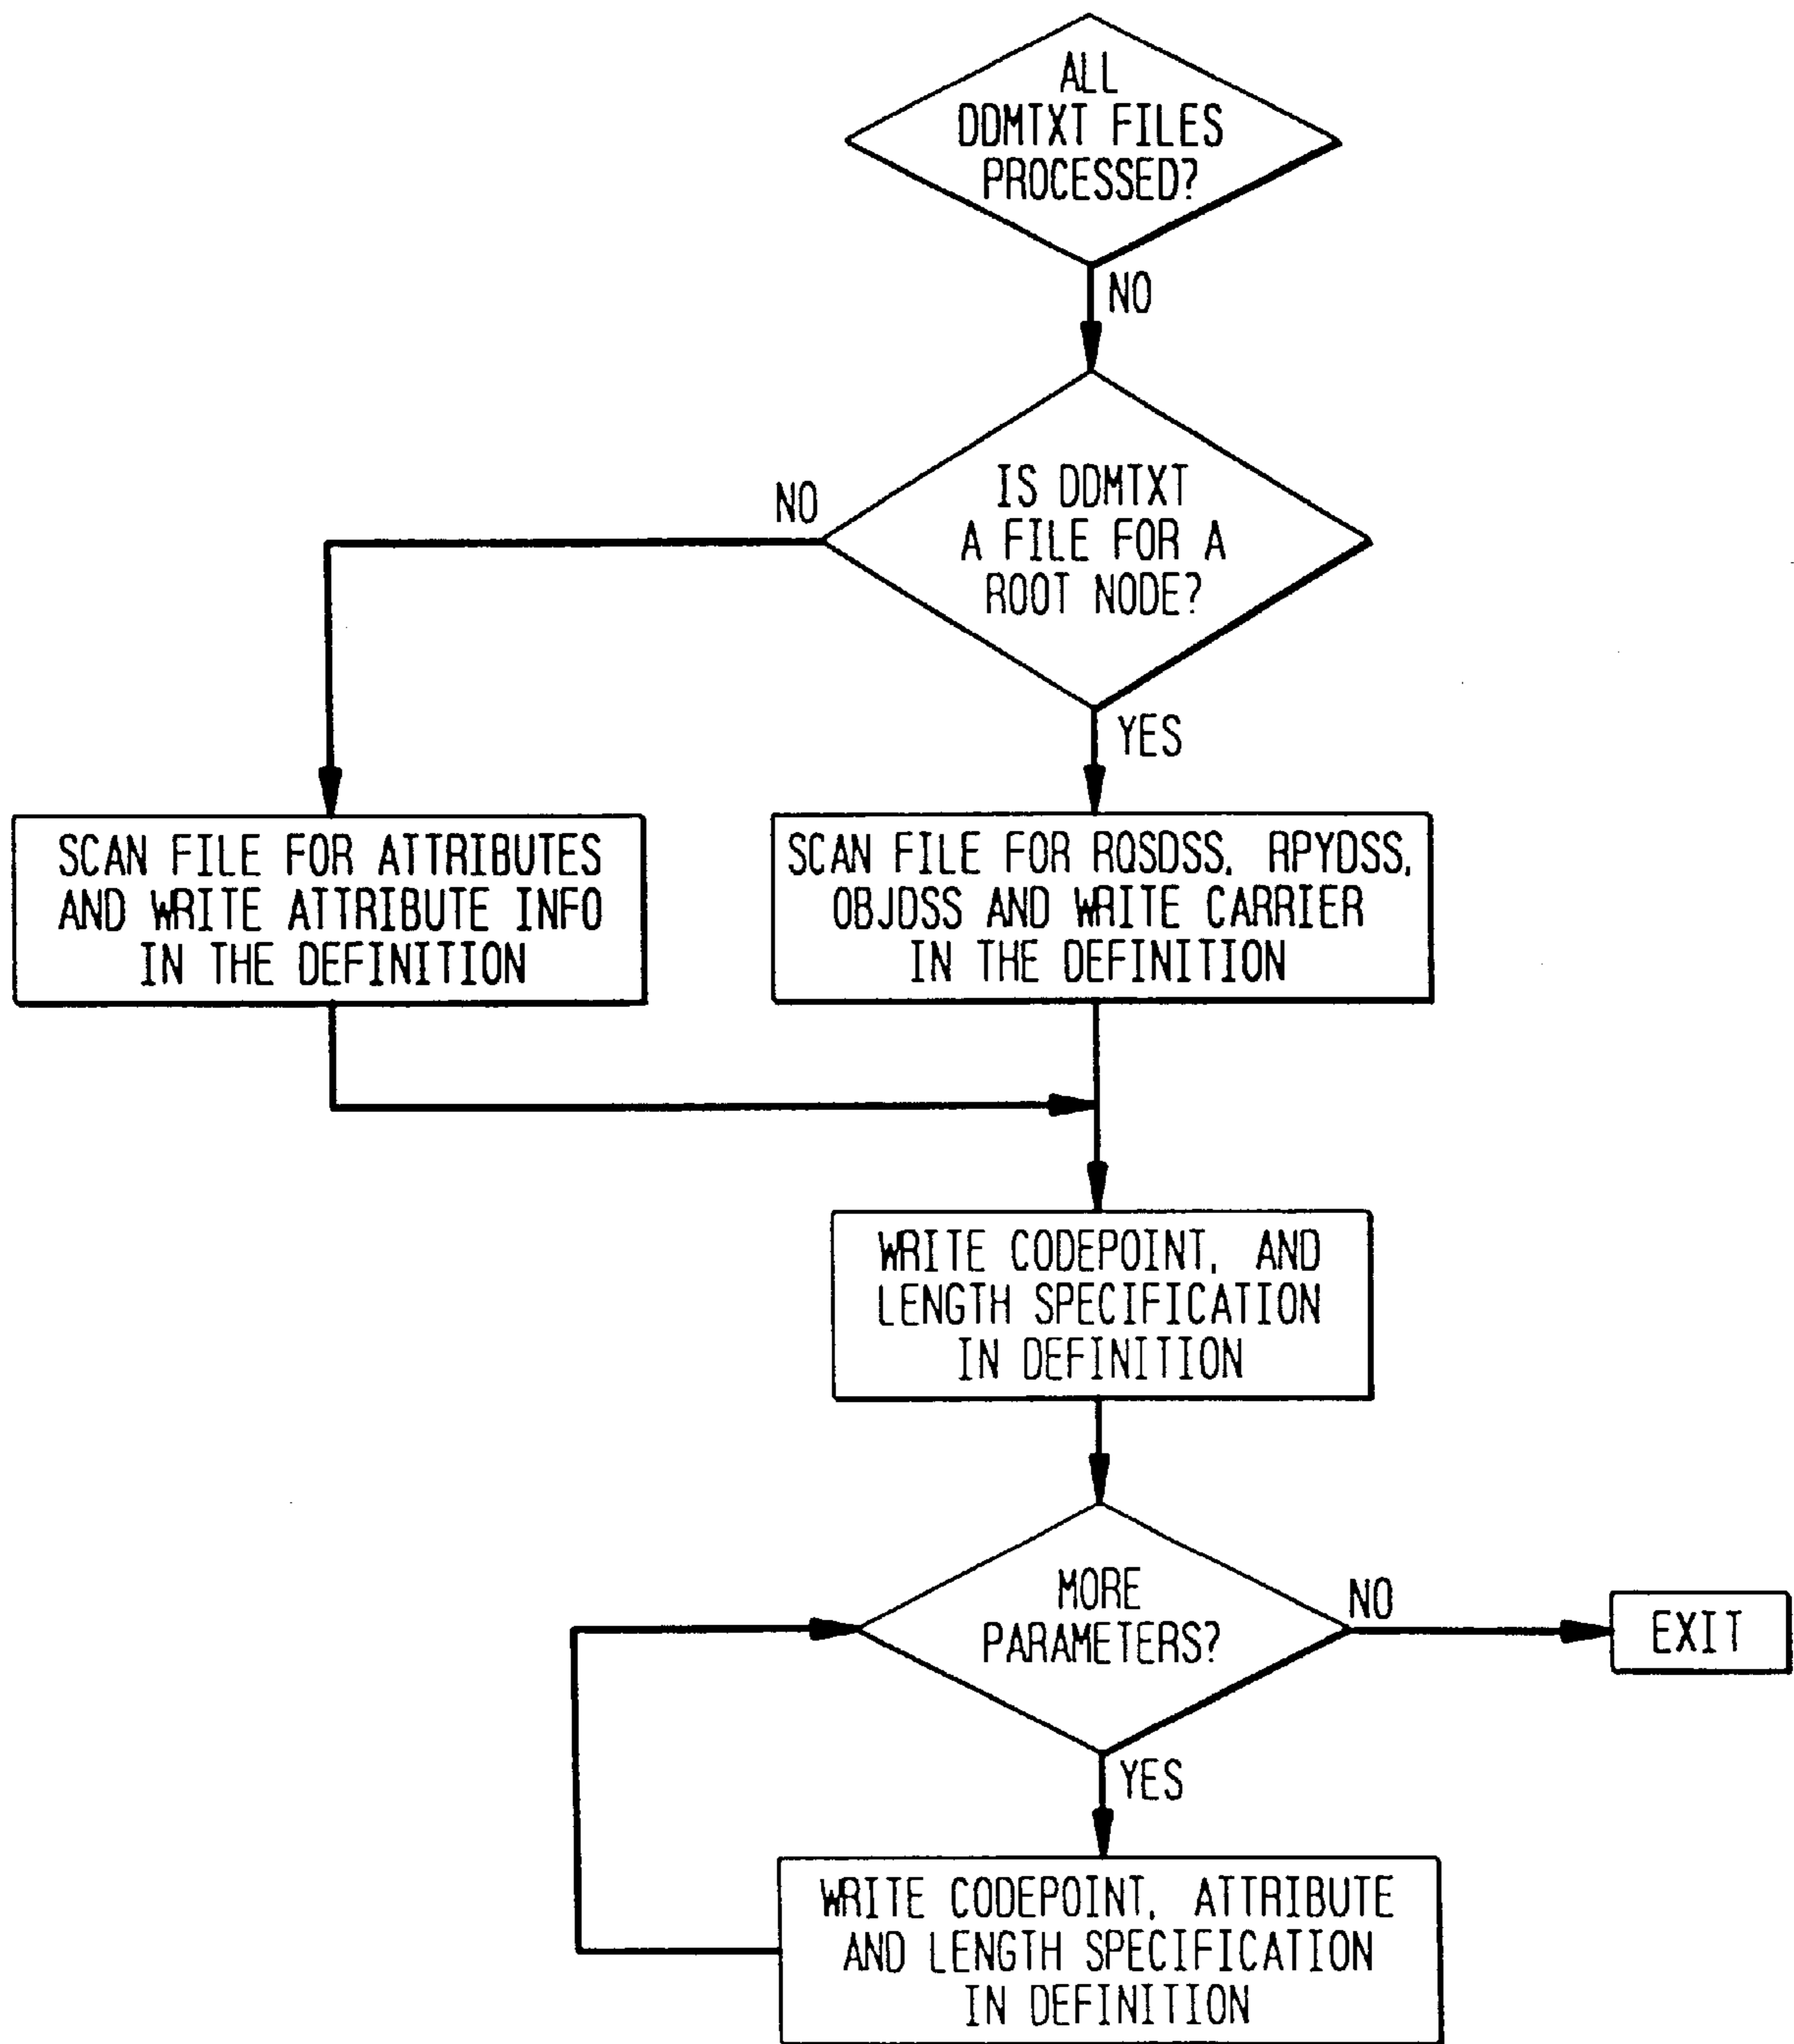 ALL
DDMTXT FILES
PROCESSED?
NO
IS DDMTXT
A FILE FOR A
ROOT NODE?
NO
YES
SCAN FILE FOR ATTRIBUTES
AND WRITE ATTRIBUTE INFO
IN THE DEFINITION
SCAN FILE FOR RQSDSS, RPYDSS,
OBJDSS AND WRITE CARRIER
IN THE DEFINITION
WRITE CODEPOINT, AND
LENGTH SPECIFICATION
IN DEFINITION
MORE
PARAMETERS?
NO
EXIT
YES
WRITE CODEPOINT, ATTRIBUTE
AND LENGTH SPECIFICATION
IN DEFINITION